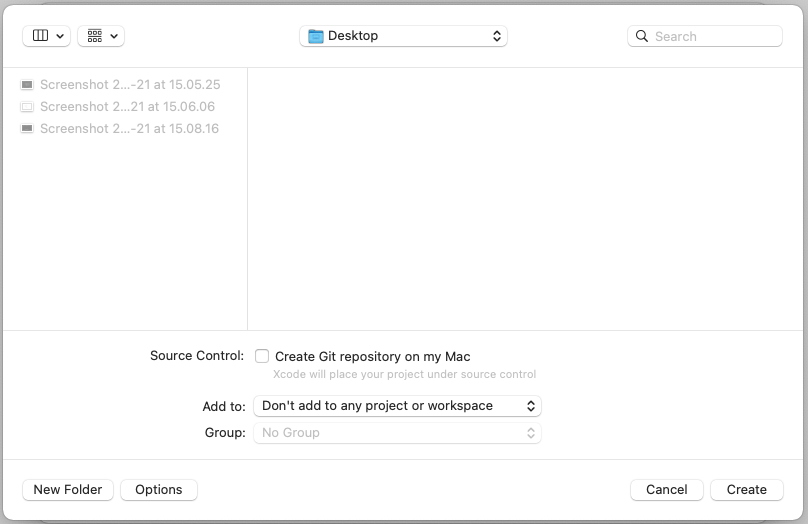 Desktop
Search
Screenshot 2...-21 at 15.05.25
Screenshot 2...21 at 15.06.06
Screenshot 2...-21 at 15.08.16
Source Control: Create Git repository on my Mac
Xcode will place your project under source control
Add to: Don't add to any project or workspace
Group: No Group
New Folder Options Cancel Create